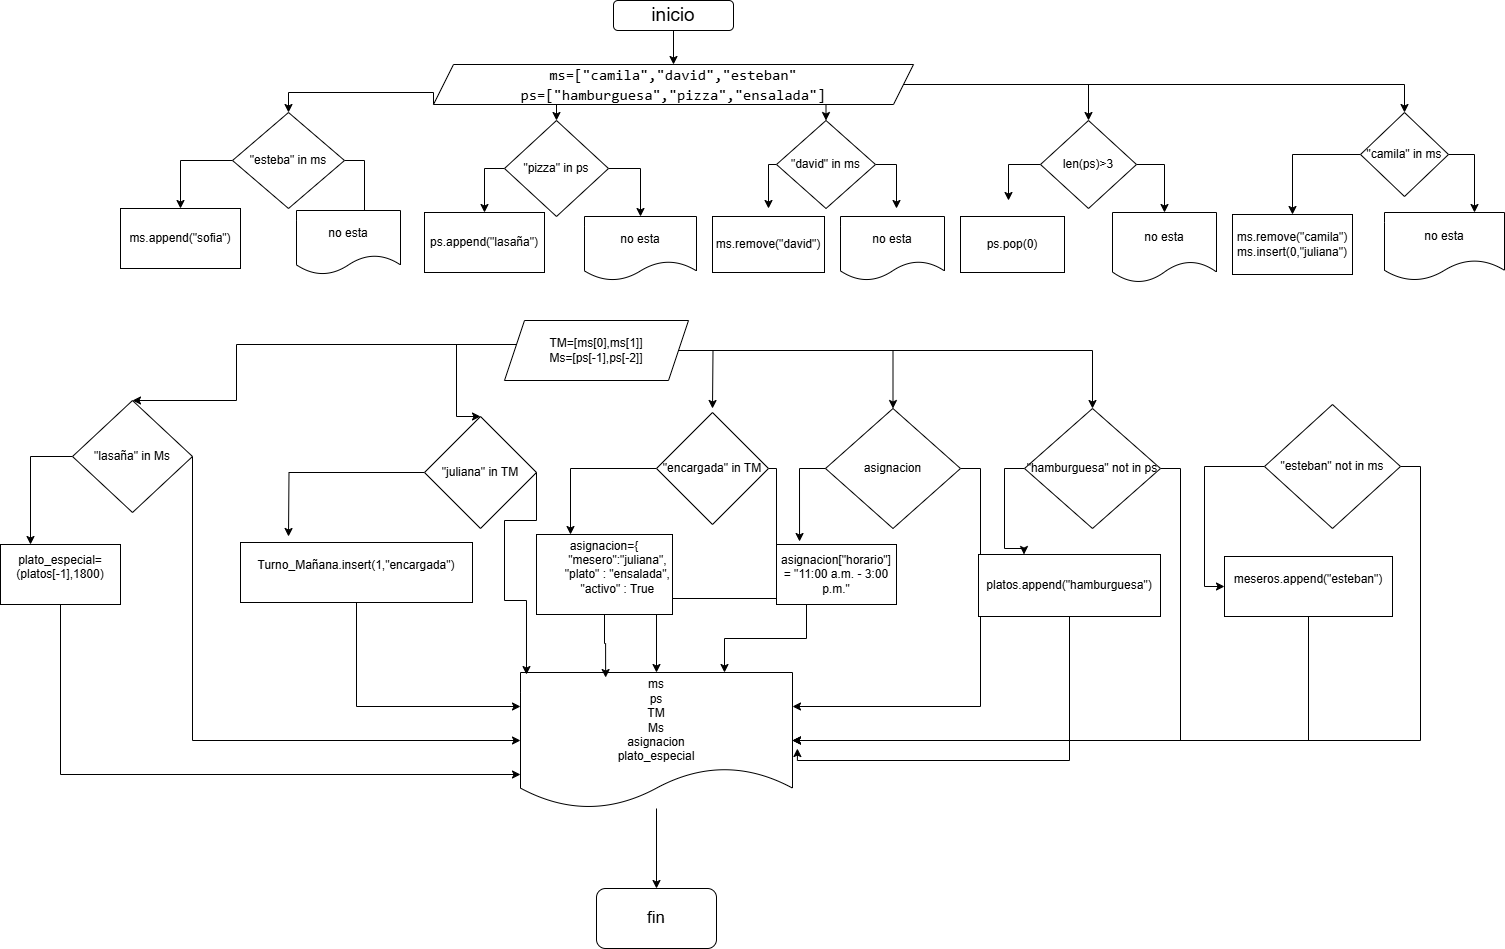 inicio
ms=["camila","david","esteban"
ps=["hamburguesa","pizza","ensalada"]
"esteba" in ms
"pizza" in ps
"david" in ms
len(ps)>3
"camila" in ms
ms.append("sofia")
no esta
ps.append("lasaña")
no esta
ms.remove("david")
no esta
ps.pop(0)
no esta
ms.remove("camila")
ms.insert(0,"juliana")
no esta
TM=[ms[0],ms[1]]
Ms=[ps[-1],ps[-2]]
"lasaña" in Ms
"juliana" in TM
"encargada" in TM
asignacion
"hamburguesa" not in ps
"esteban" not in ms
plato_especial=
(platos[-1],1800)
Turno_Mañana.insert(1,"encargada")
asignacion={
"mesero":"juliana",
"plato" : "ensalada",
"activo" : True
asignacion["horario"]
= "11:00 a.m. - 3:00
p.m."
platos.append("hamburguesa")
meseros.append("esteban")
ms
ps
TM
Ms
asignacion
plato_especial
fin